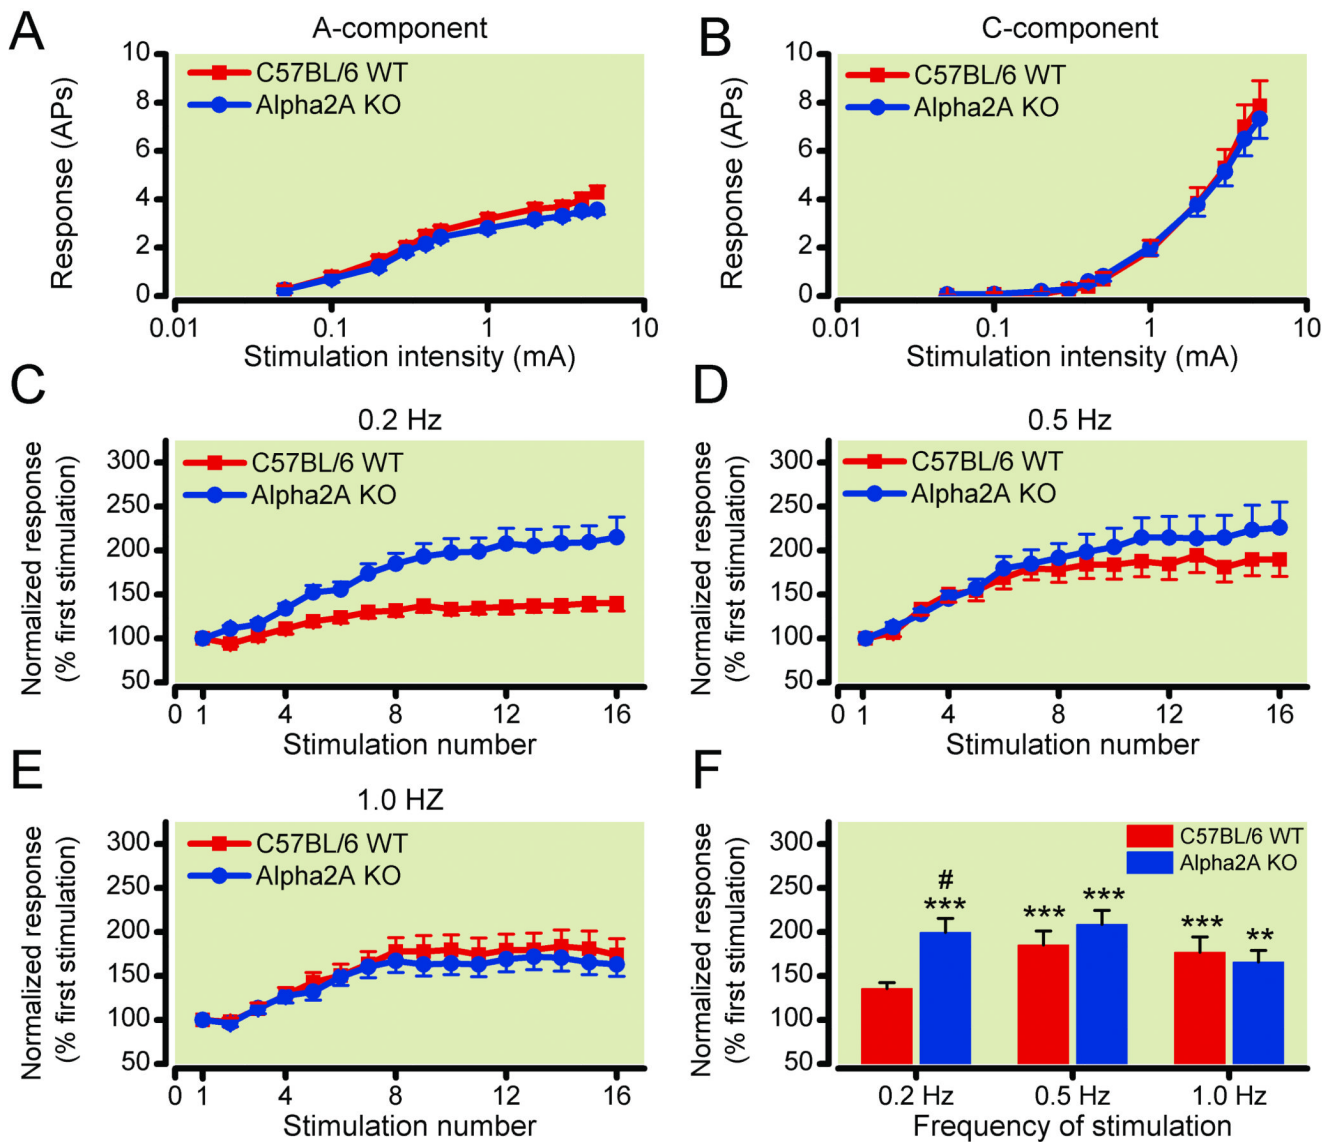 A
A-component
10
8
6
4
2
0
Response (APs)
C57BL/6 WT
Alpha2A KO
0.01
0.1
1
10
Stimulation intensity (mA)
B
C-component
10
8
6
4
2
0
Response (APs)
C57BL/6 WT
Alpha2A KO
0.01
0.1
1
10
Stimulation intensity (mA)
C
0.2 Hz
Normalized response
(% first stimulation)
300
250
200
150
100
50
C57BL/6 WT
Alpha2A KO
0 1 4 8 12 16
Stimulation number
D
0.5 Hz
Normalized response
(% first stimulation)
300
250
200
150
100
50
C57BL/6 WT
Alpha2A KO
0 1 4 8 12 16
Stimulation number
E
1.0 HZ
Normalized response
(% first stimulation)
300
250
200
150
100
50
C57BL/6 WT
Alpha2A KO
0 1 4 8 12 16
Stimulation number
F
Normalized response
(% first stimulation)
300
250
200
150
100
50
C57BL/6 WT
Alpha2A KO
#
*** *** *** *** **
0.2 Hz 0.5 Hz 1.0 Hz
Frequency of stimulation